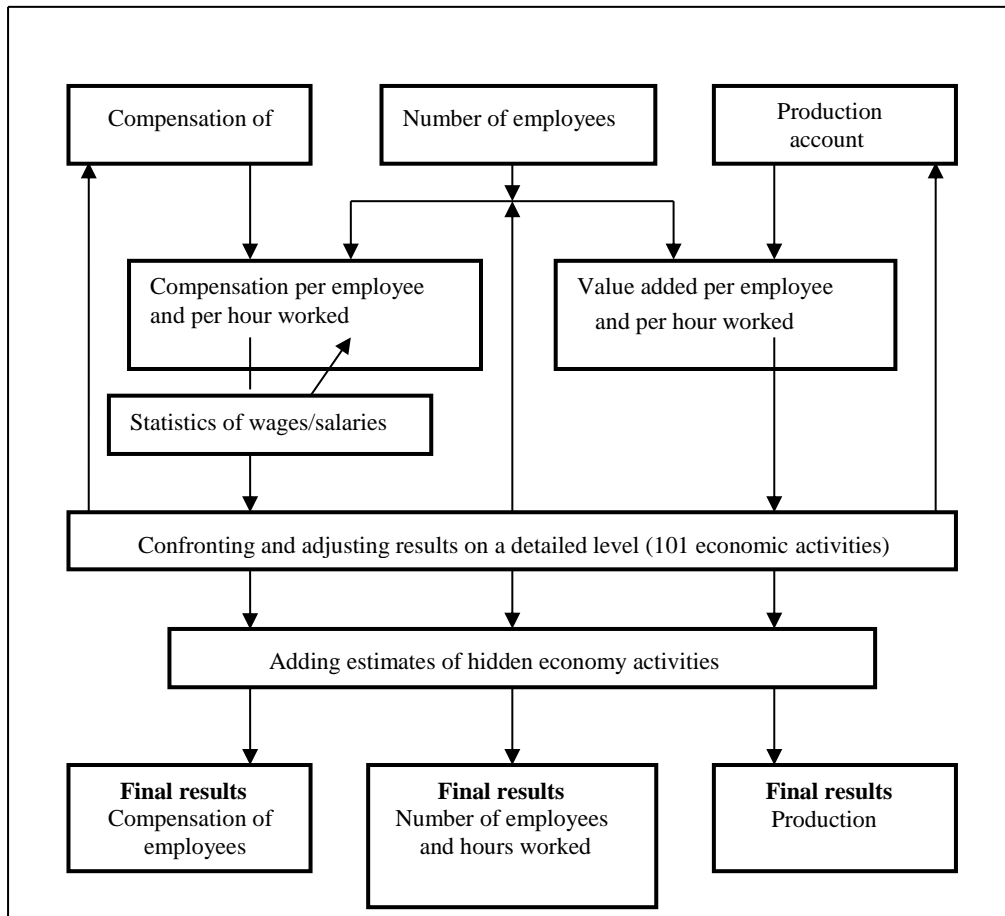 Compensation of
Number of employees
Production
account
Compensation per employee
and per hour worked
Value added per employee
and per hour worked
Statistics of wages/salaries
Confronting and adjusting results on a detailed level (101 economic activities)
Adding estimates of hidden economy activities
Final results
Compensation of
employees
Final results
Number of employees
and hours worked
Final results
Production